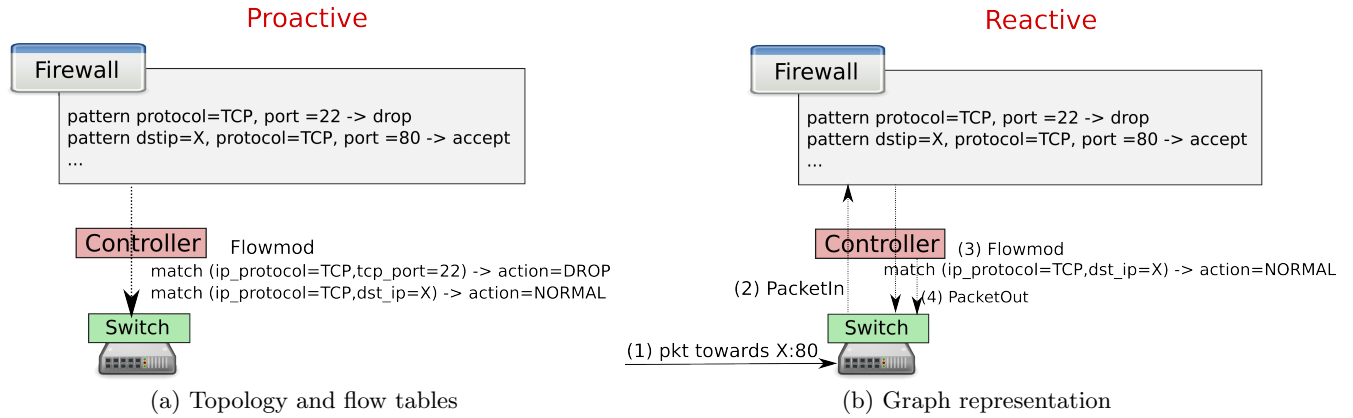 Proactive
Firewall
pattern protocol=TCP, port =22 -> drop
pattern dstip=X, protocol=TCP, port =80 -> accept
...
Controller
Flowmod
match (ip_protocol=TCP,tcp_port=22) -> action=DROP
match (ip_protocol=TCP,dst_ip=X) -> action=NORMAL
Switch
(a) Topology and flow tables
Reactive
Firewall
pattern protocol=TCP, port =22 -> drop
pattern dstip=X, protocol=TCP, port =80 -> accept
...
Controller
(3) Flowmod
match (ip_protocol=TCP,dst_ip=X) -> action=NORMAL
(2) PacketIn
(4) PacketOut
Switch
(1) pkt towards X:80
(b) Graph representation